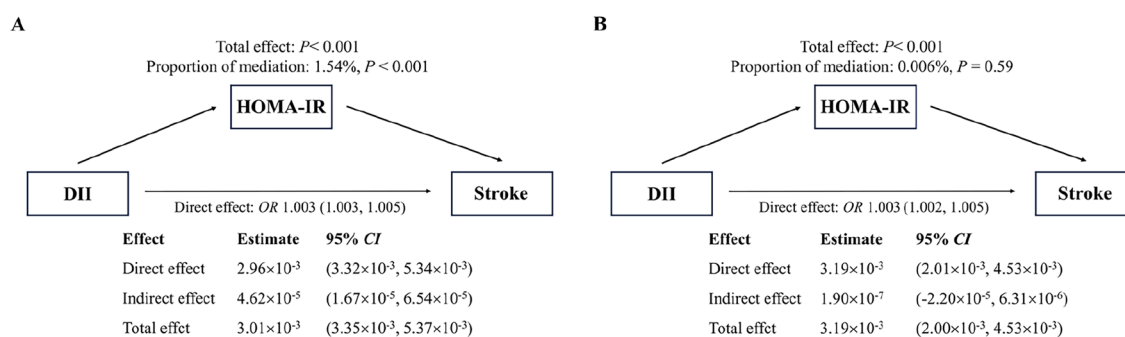 A
Total effect: P< 0.001
Proportion of mediation: 1.54%, P < 0.001
HOMA-IR
DII
Stroke
Direct effect: OR 1.003 (1.003, 1.005)
Effect Estimate 95% CI
Direct effect 2.96×10⁻³ (3.32×10⁻³, 5.34×10⁻³)
Indirect effect 4.62×10⁻⁵ (1.67×10⁻⁵, 6.54×10⁻⁵)
Total effct 3.01×10⁻³ (3.35×10⁻³, 5.37×10⁻³)
B
Total effect: P< 0.001
Proportion of mediation: 0.006%, P = 0.59
HOMA-IR
DII
Stroke
Direct effect: OR 1.003 (1.002, 1.005)
Effect Estimate 95% CI
Direct effect 3.19×10⁻³ (2.01×10⁻³, 4.53×10⁻³)
Indirect effect 1.90×10⁻⁷ (-2.20×10⁻⁵, 6.31×10⁻⁶)
Total effct 3.19×10⁻³ (2.00×10⁻³, 4.53×10⁻³)